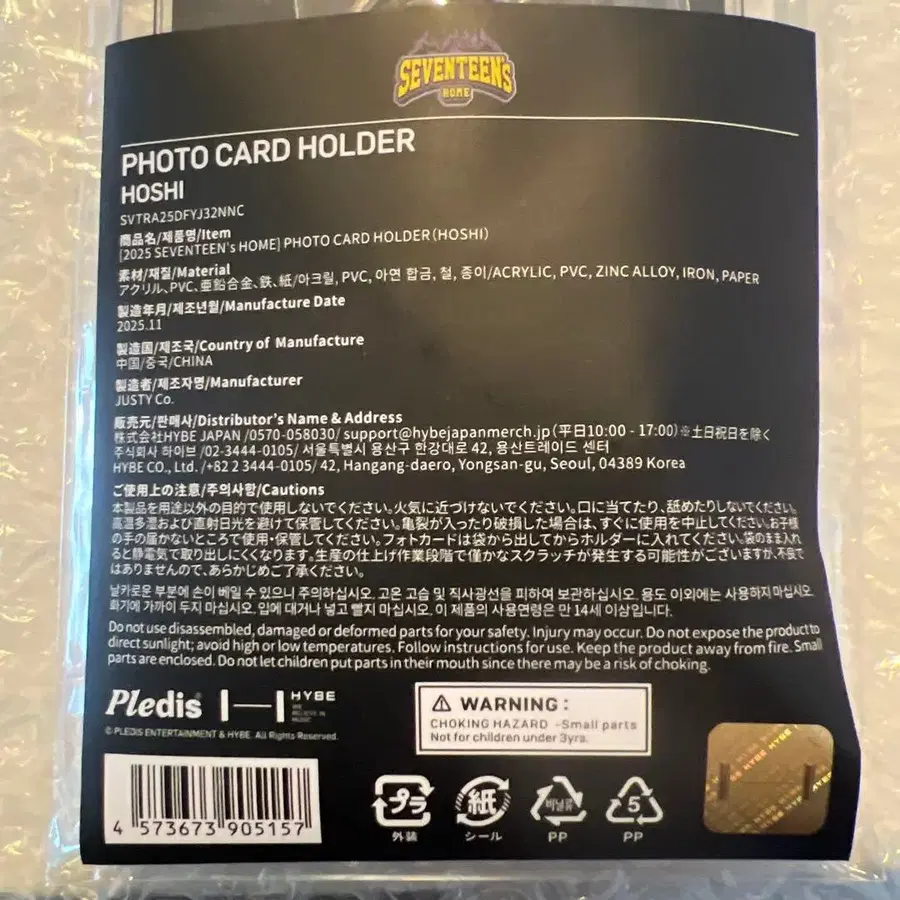 SEVENTEEN'S
HOME
PHOTO CARD HOLDER
HOSHI
SVTRA25DFYJ32NNC
商品名/제품명/Item
[2025 SEVENTEEN's HOME] PHOTO CARD HOLDER(HOSHI)
素材/재질/Material
アクリル、PVC、亜鉛合金、鉄、紙/아크릴, PVC, 아연 합금, 철, 종이/ACRYLIC, PVC, ZINC ALLOY, IRON, PAPER
製造年月/제조년월/Manufacture Date
2025.11
製造国/제조국/Country of Manufacture
中国/중국/CHINA
製造者/제조자명/Manufacturer
JUSTY Co.
販売元/판매사/Distributor's Name & Address
株式会社HYBE JAPAN /0570-058030/ support@hybejapanmerch.jp (平日10:00 - 17:00)※土日祝日を除く
주식회사 하이브 /02-3444-0105/ 서울특별시 용산구 한강대로 42, 용산트레이드 센터
HYBE CO., Ltd. /+82 2 3444-0105/ 42, Hangang-daero, Yongsan-gu, Seoul, 04389 Korea
ご使用上の注意/주의사항/Cautions
本製品を用途以外の目的で使用しないでください。火気に近づけないでください。口に当てたり、舐めたりしないでください。
高温多湿および直射日光を避けて保管してください。亀裂が入ったり破損した場合は、すぐに使用を中止してください。お子様
の手の届かないところで使用・保管してください。フォトカードは袋から出してからホルダーに入れてください。袋のまま入れ
ると静電気で取り出しにくくなります。生産の仕上げ作業段階で僅かなスクラッチが発生する可能性がございますが、不良で
はありませんので、あらかじめご了承ください。
날카로운 부분에 손이 베일 수 있으니 주의하십시오. 고온 고습 및 직사광선을 피하여 보관하십시오. 용도 이외에는 사용하지 마십시오.
화기에 가까이 두지 마십시오. 입에 대거나 넣고 빨지 마십시오. 이 제품의 사용연령은 만 14세 이상입니다.
Do not use disassembled, damaged or deformed parts for your safety. Injury may occur. Do not expose the product to
direct sunlight; avoid high or low temperatures. Follow instructions for use. Keep the product away from fire. Small
parts are enclosed. Do not let children put parts in their mouth since there may be a risk of choking.
Pledis
HYBE
WE
BELIEVE IN
MUSIC
© PLEDIS ENTERTAINMENT & HYBE. All Rights Reserved.
WARNING :
CHOKING HAZARD -Small parts
Not for children under 3yrs.
4 573673 905157
プラ
外装
紙
シール
비닐류
PP
5
PP
HYBE HYBE HYBE